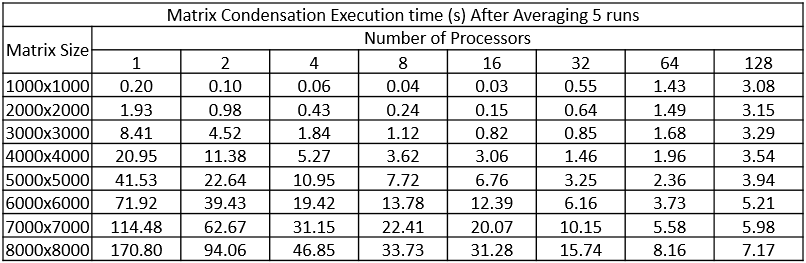 Matrix Condensation Execution time (s) After Averaging 5 runs
Matrix Size
Number of Processors
1 2 4 8 16 32 64 128
1000x1000 0.20 0.10 0.06 0.04 0.03 0.55 1.43 3.08
2000x2000 1.93 0.98 0.43 0.24 0.15 0.64 1.49 3.15
3000x3000 8.41 4.52 1.84 1.12 0.82 0.85 1.68 3.29
4000x4000 20.95 11.38 5.27 3.62 3.06 1.46 1.96 3.54
5000x5000 41.53 22.64 10.95 7.72 6.76 3.25 2.36 3.94
6000x6000 71.92 39.43 19.42 13.78 12.39 6.16 3.73 5.21
7000x7000 114.48 62.67 31.15 22.41 20.07 10.15 5.58 5.98
8000x8000 170.80 94.06 46.85 33.73 31.28 15.74 8.16 7.17